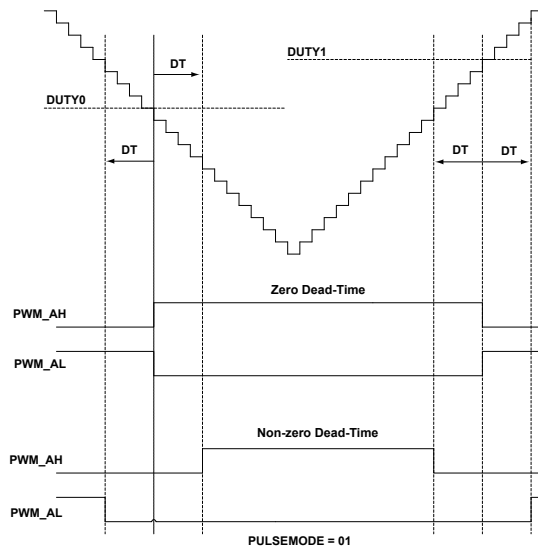 DUTY1
DT
DUTY0
DT
DT
DT
Zero Dead-Time
PWM_AH
PWM_AL
Non-zero Dead-Time
PWM_AH
PWM_AL
PULSEMODE = 01